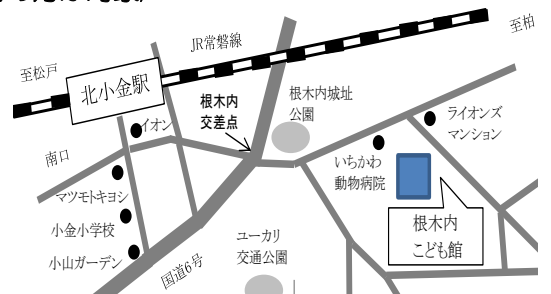 至柏
JR常磐線
至松戸
北小金駅
根木内
交差点
根木内城址
公園
ライオンズ
マンション
イオン
南口
いちかわ
動物病院
マツモトキヨシ
根木内
こども館
小金小学校
ユーカリ
交通公園
小山ガーデン
国道6号